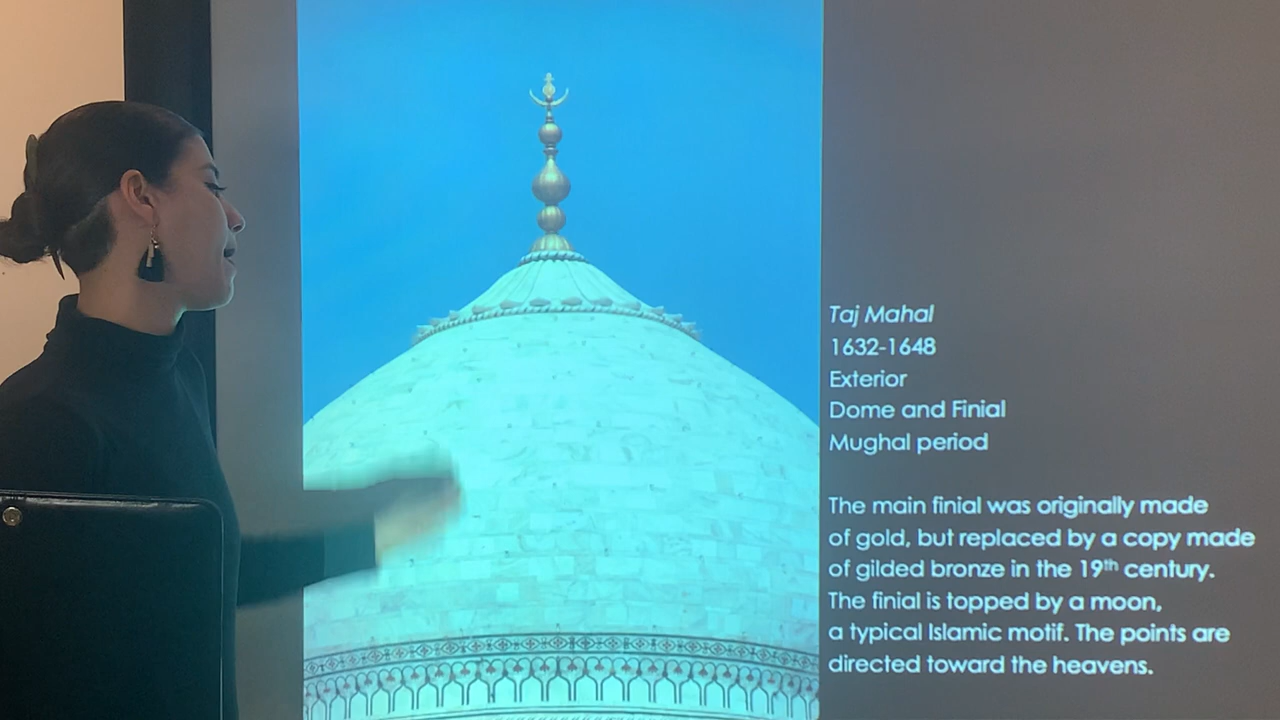 Taj Mahal
1632-1648
Exterior
Dome and Finial
Mughal period
The main finial was originally made
of gold, but replaced by a copy made
of gilded bronze in the 19th century.
The finial is topped by a moon,
a typical Islamic motif. The points are
directed toward the heavens.